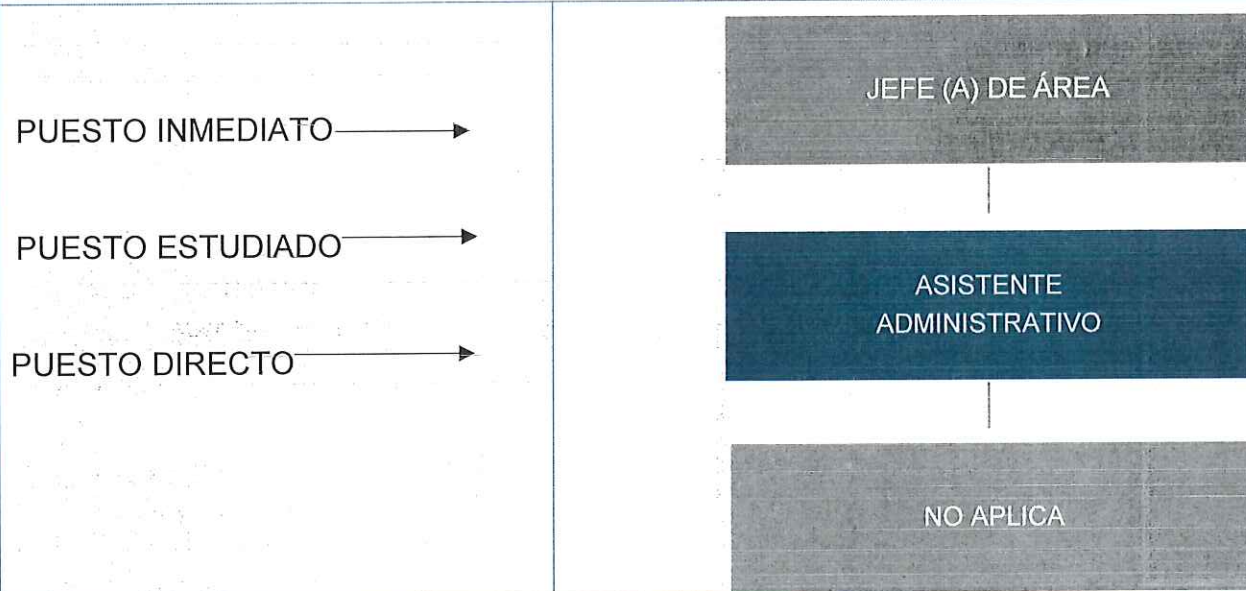 PUESTO INMEDIATO
PUESTO ESTUDIADO
PUESTO DIRECTO
JEFE (A) DE ÁREA
ASISTENTE
ADMINISTRATIVO
NO APLICA